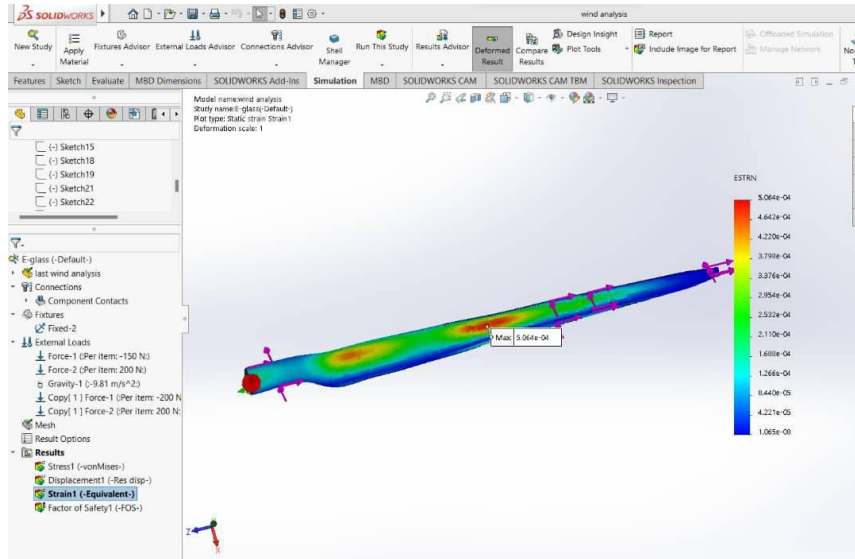 SOLIDWORKS
wind analysis
New Study
Apply Material
Fixtures Advisor
External Loads Advisor
Connections Advisor
Shell Manager
Run This Study
Results Advisor
Deformed Result
Compare Results
Design Insight
Plot Tools
Report
Include Image for Report
Offloaded Simulation
Manage Network
Features
Sketch
Evaluate
MBD Dimensions
SOLIDWORKS Add-Ins
Simulation
MBD
SOLIDWORKS CAM
SOLIDWORKS CAM TBM
SOLIDWORKS Inspection
(-) Sketch15
(-) Sketch18
(-) Sketch19
(-) Sketch21
(-) Sketch22
E-glass (-Default-)
last wind analysis
Connections
Component Contacts
Fixtures
Fixed-2
External Loads
Force-1 (:Per item: -150 N:)
Force-2 (:Per item: 200 N:)
Gravity-1 (:-9.81 m/s^2:)
Copy[ 1 ] Force-1 (:Per item: -200 N
Copy[ 1 ] Force-2 (:Per item: 200 N:
Mesh
Result Options
Results
Stress1 (-vonMises-)
Displacement1 (-Res disp-)
Strain1 (-Equivalent-)
Factor of Safety1 (-FOS-)
Model name:wind analysis
Study name:E-glass(-Default-)
Plot type: Static strain Strain1
Deformation scale: 1
Max: 5.064e-04
ESTRN
5.064e-04
4.642e-04
4.220e-04
3.798e-04
3.376e-04
2.954e-04
2.532e-04
2.110e-04
1.688e-04
1.266e-04
8.440e-05
4.221e-05
1.065e-08
Z
X